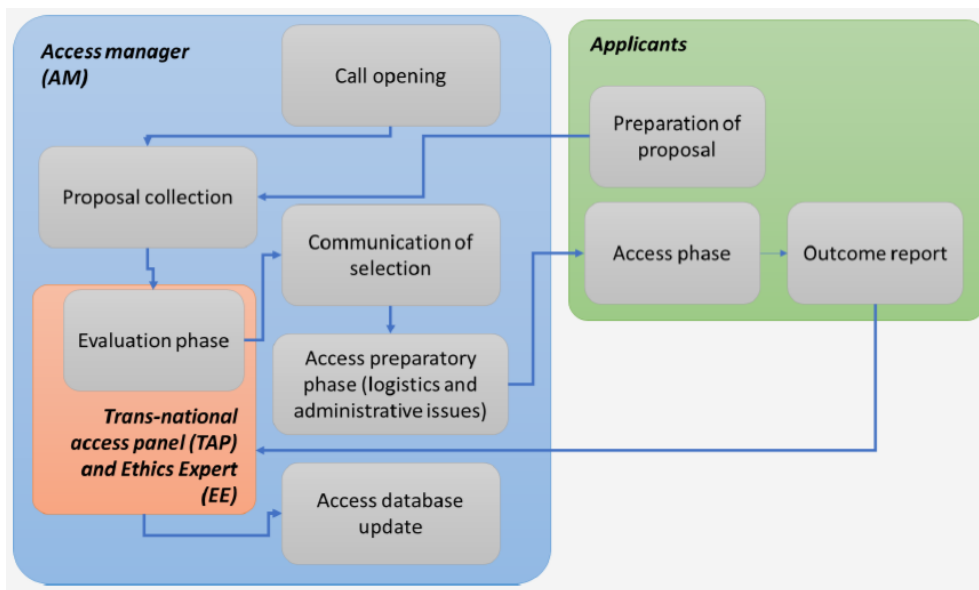 Access manager
(AM)
Call opening
Proposal collection
Communication of
selection
Evaluation phase
Access preparatory
phase (logistics and
administrative issues)
Trans-national
access panel (TAP)
and Ethics Expert
(EE)
Access database
update
Applicants
Preparation of
proposal
Access phase
Outcome report